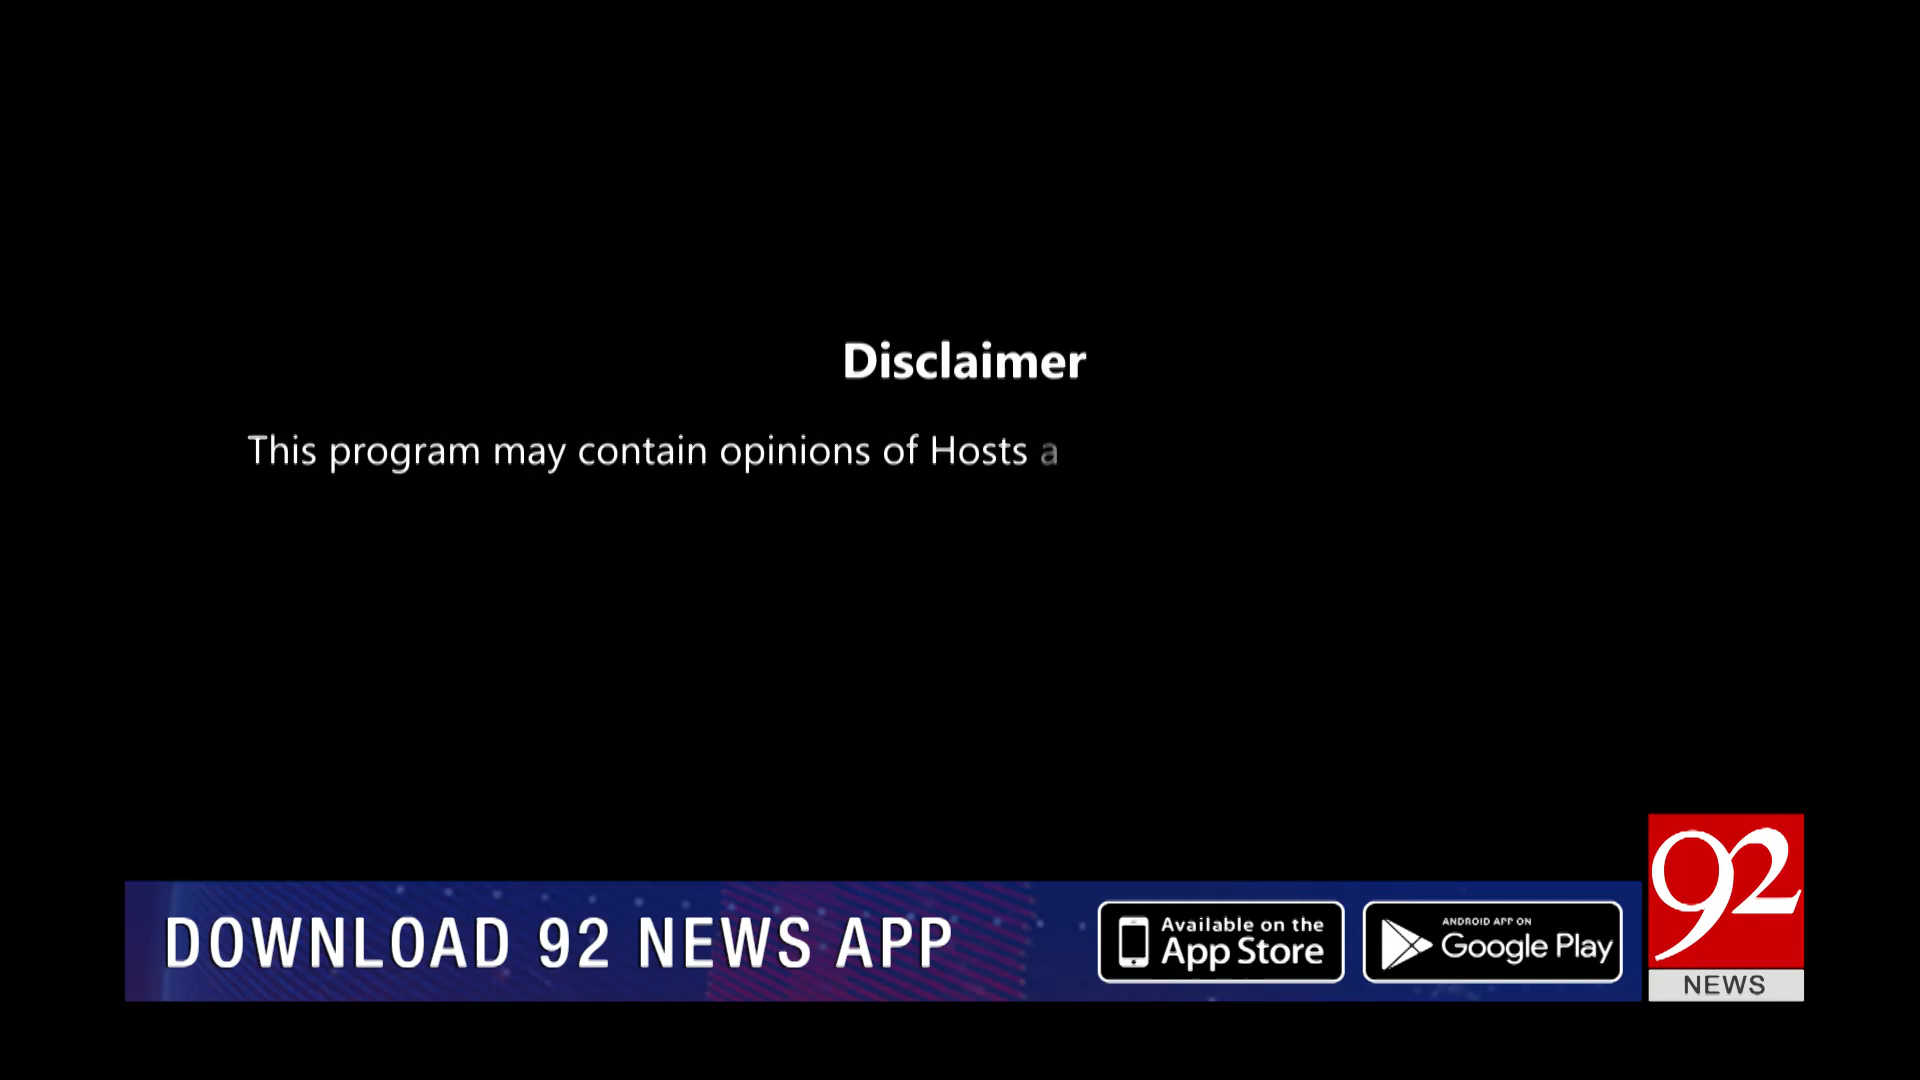 Disclaimer
This program may contain opinions of Hosts a
DOWNLOAD 92 NEWS APP
Available on the
App Store
ANDROID APP ON
Google Play
92
NEWS